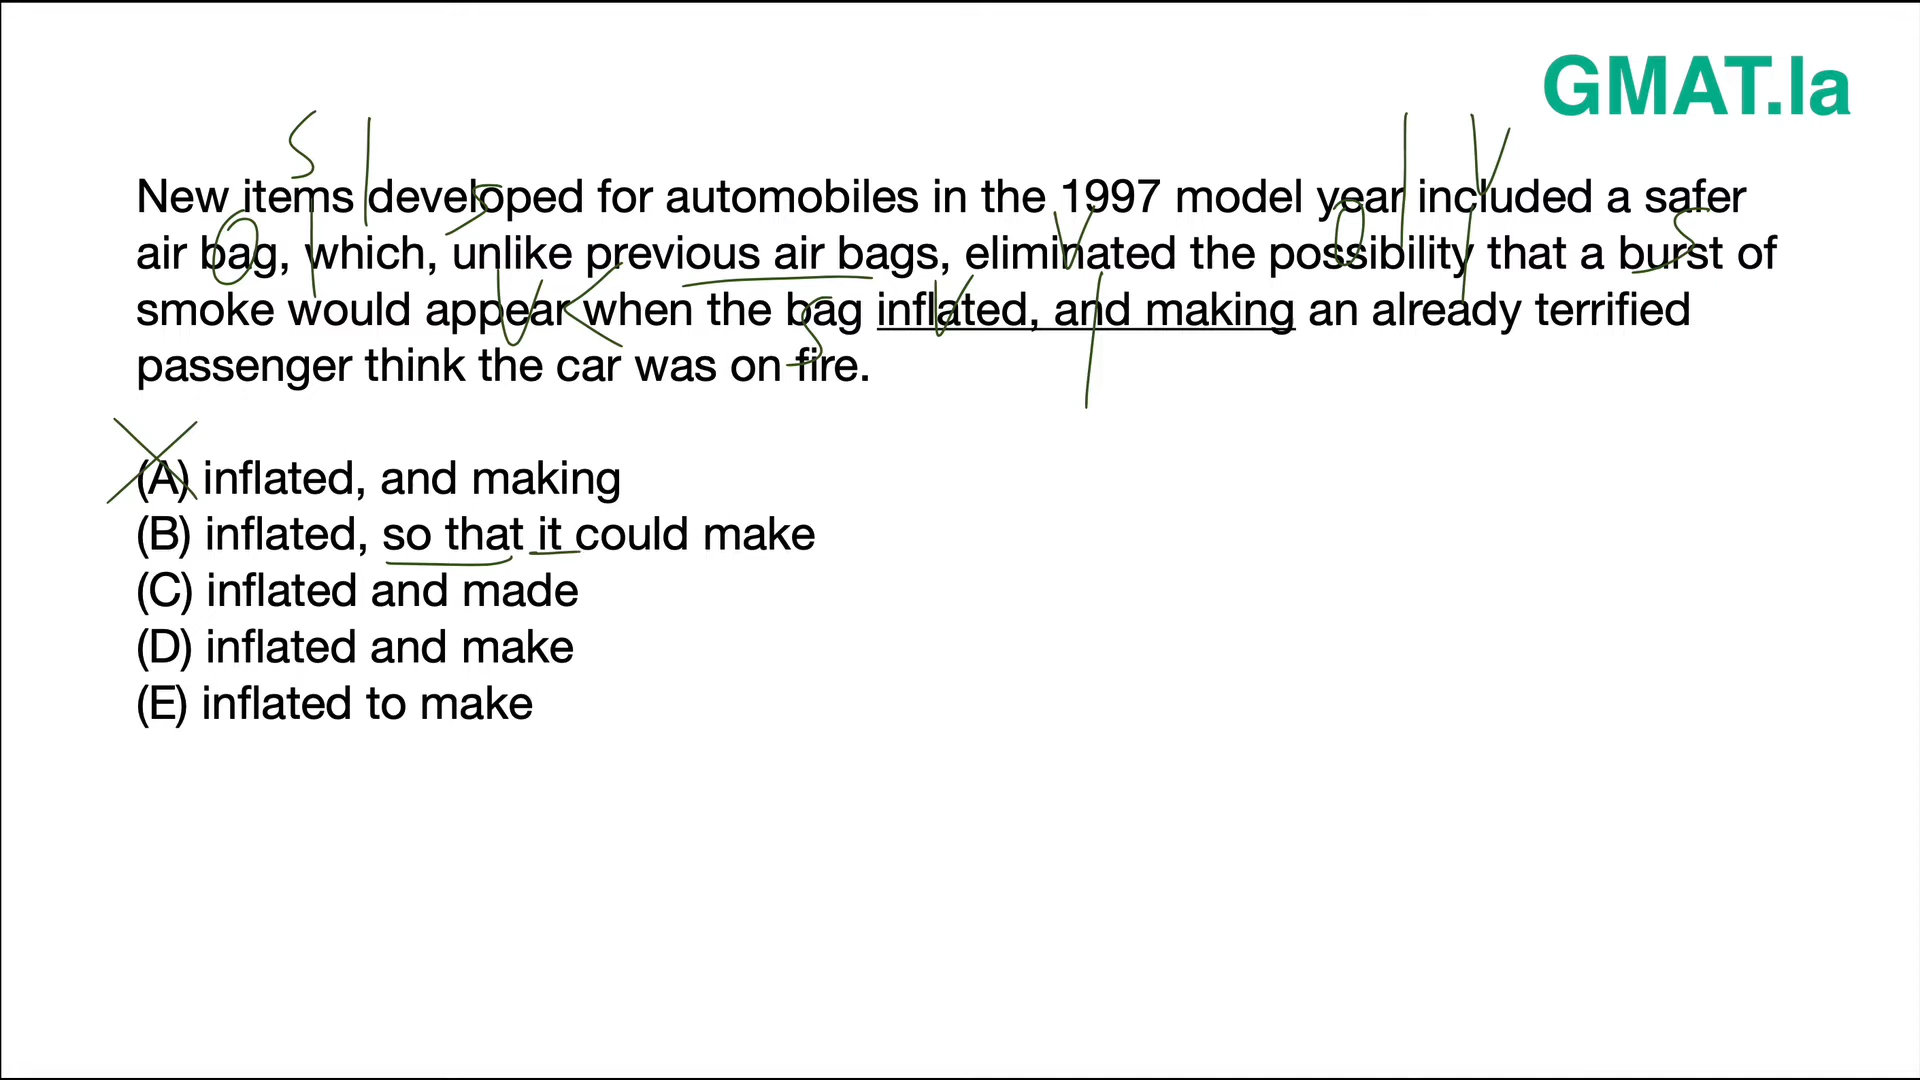 GMAT.la
New items developed for automobiles in the 1997 model year included a safer
air bag, which, unlike previous air bags, eliminated the possibility that a burst of
smoke would appear when the bag inflated, and making an already terrified
passenger think the car was on fire.
(A) inflated, and making
(B) inflated, so that it could make
(C) inflated and made
(D) inflated and make
(E) inflated to make